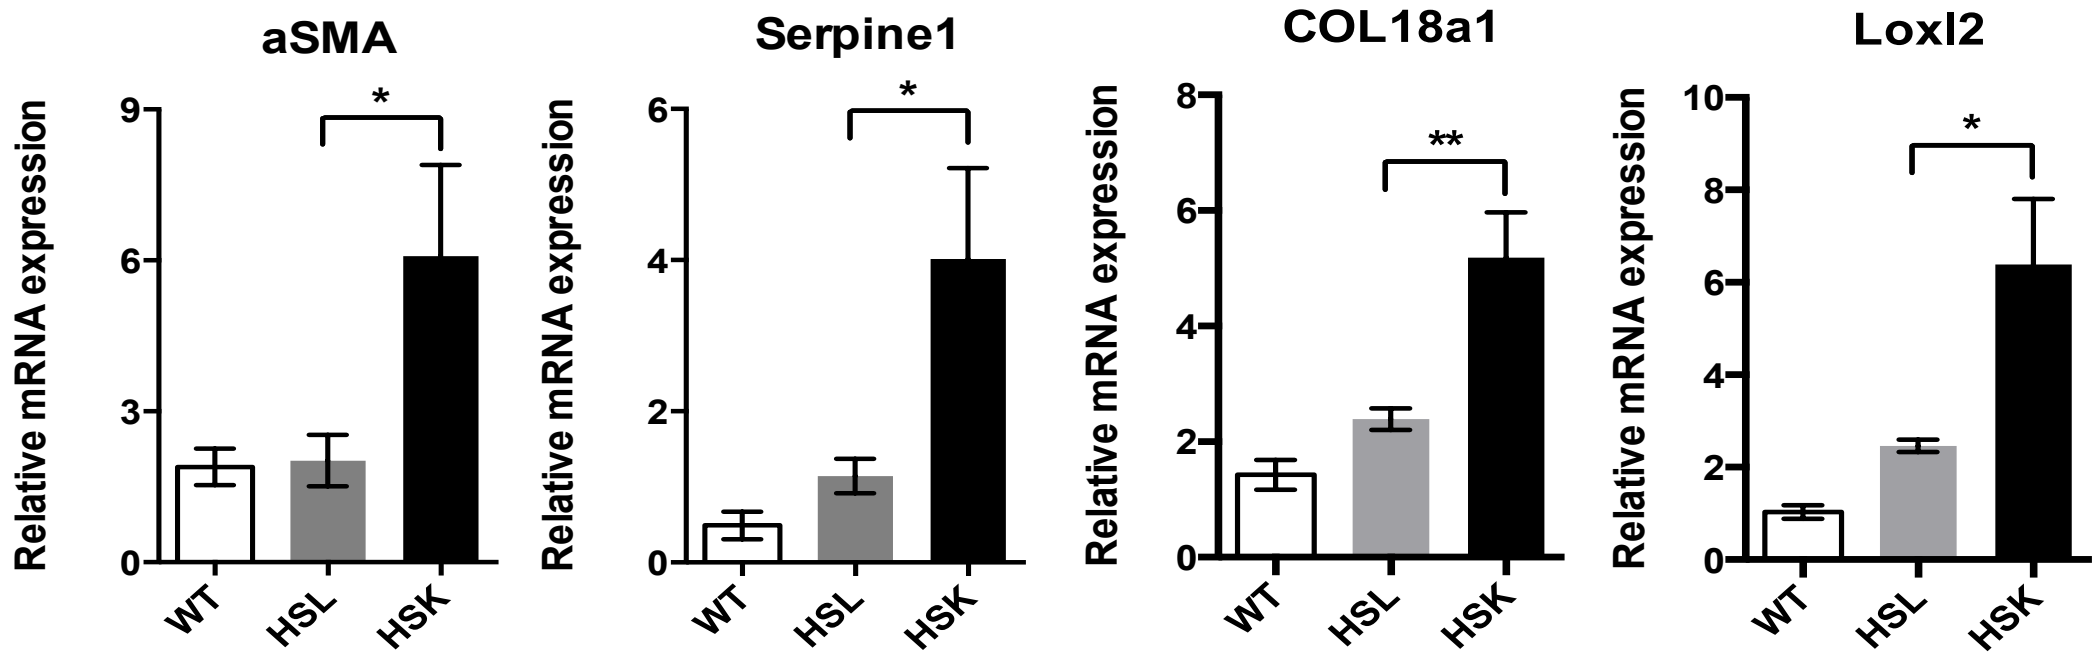 aSMA
Relative mRNA expression
9
6
3
0
*
WT
HSL
HSK
Serpine1
Relative mRNA expression
6
4
2
0
*
WT
HSL
HSK
COL18a1
Relative mRNA expression
8
6
4
2
0
**
WT
HSL
HSK
Loxl2
Relative mRNA expression
10
8
6
4
2
0
*
WT
HSL
HSK